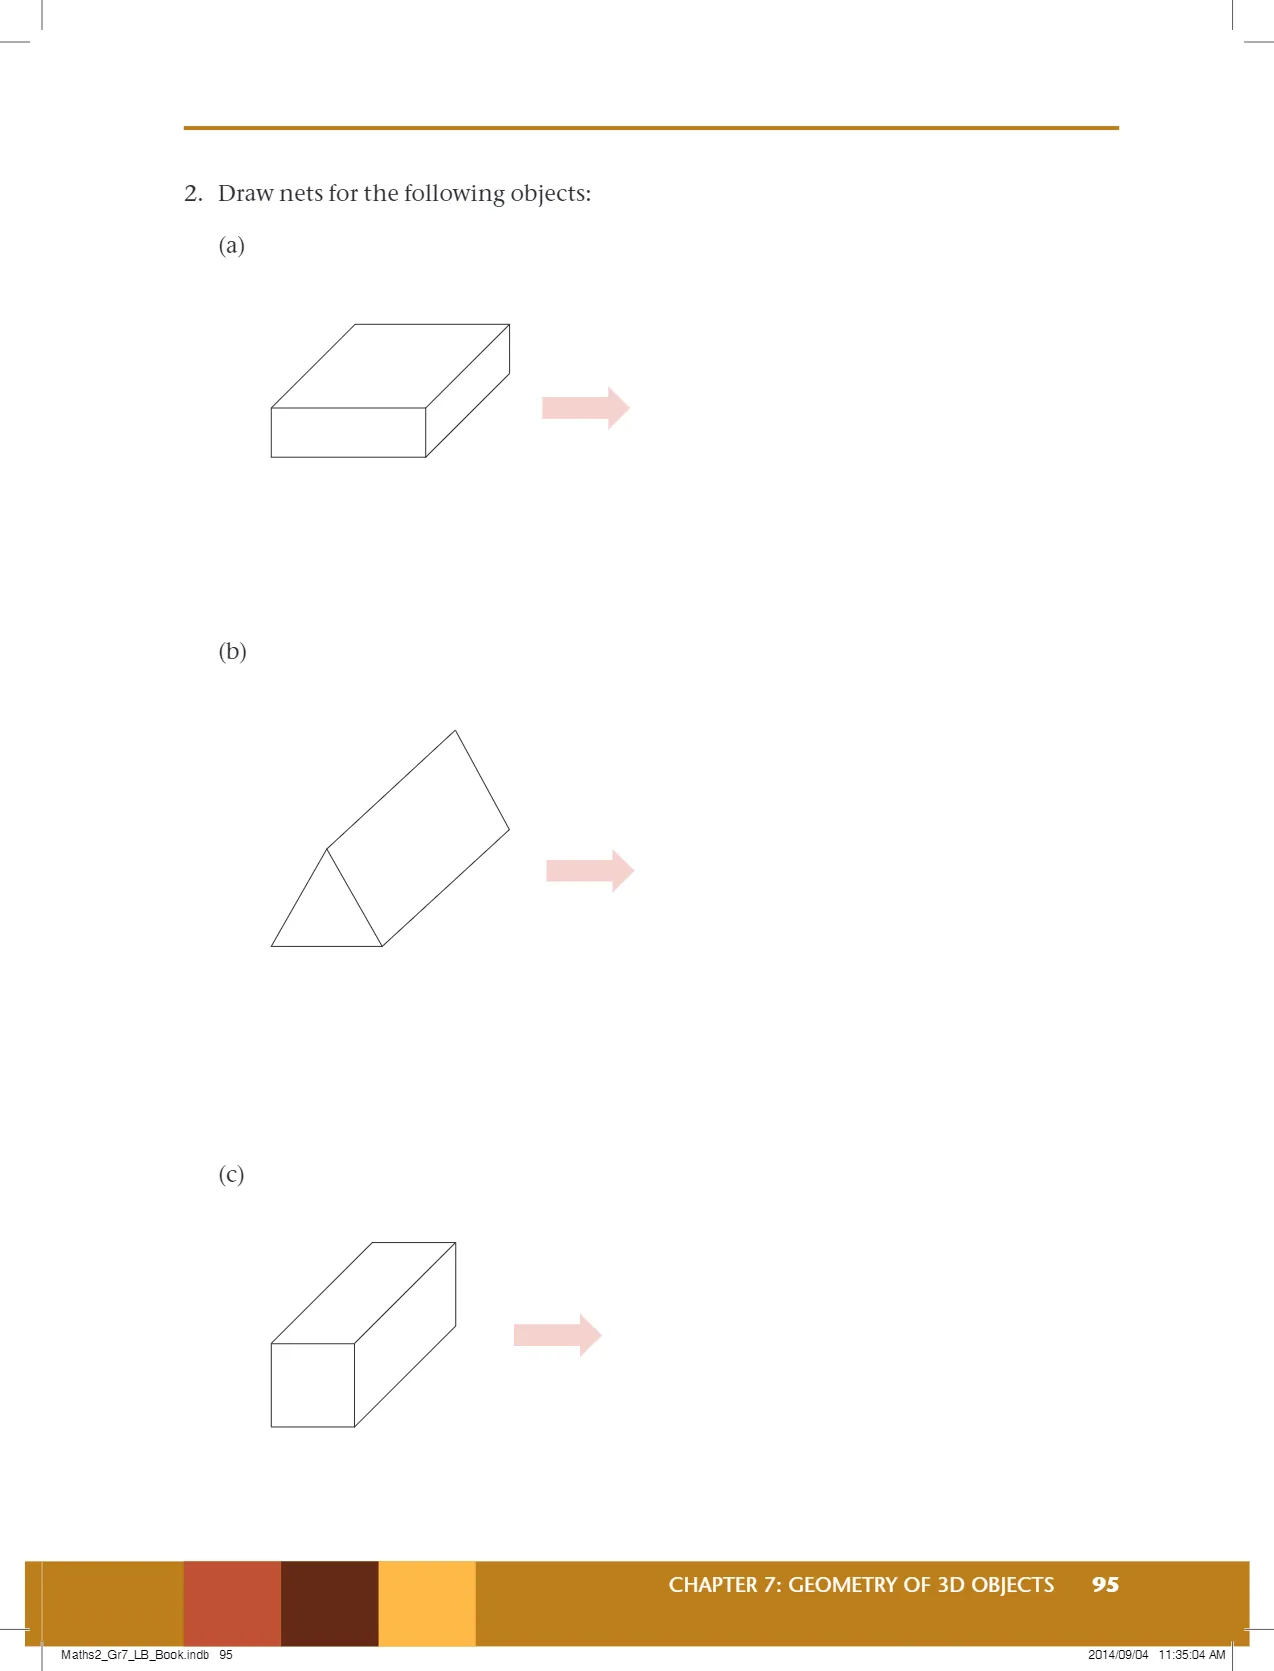 2. Draw nets for the following objects:
(a)
(b)
(c)
CHAPTER 7: GEOMETRY OF 3D OBJECTS 95
Maths2_Gr7_LB_Book.indb 95 2014/09/04 11:35:04 AM